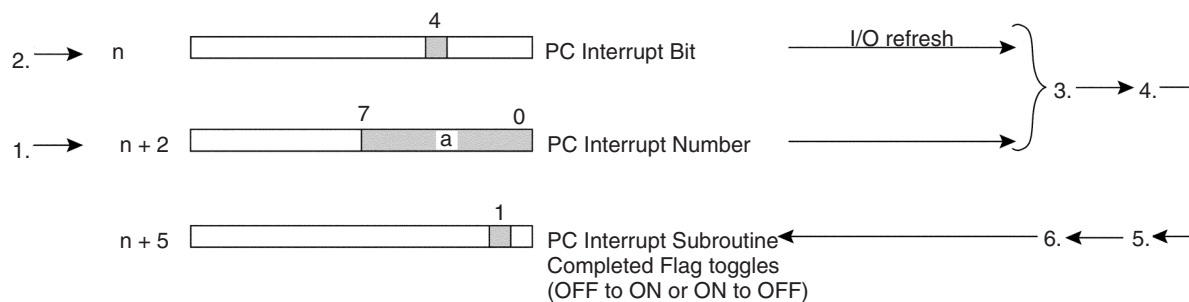 4
2. n PC Interrupt Bit I/O refresh
3. 4.
7 0
1. n + 2 a PC Interrupt Number
1
n + 5 PC Interrupt Subroutine 6. 5.
Completed Flag toggles
(OFF to ON or ON to OFF)